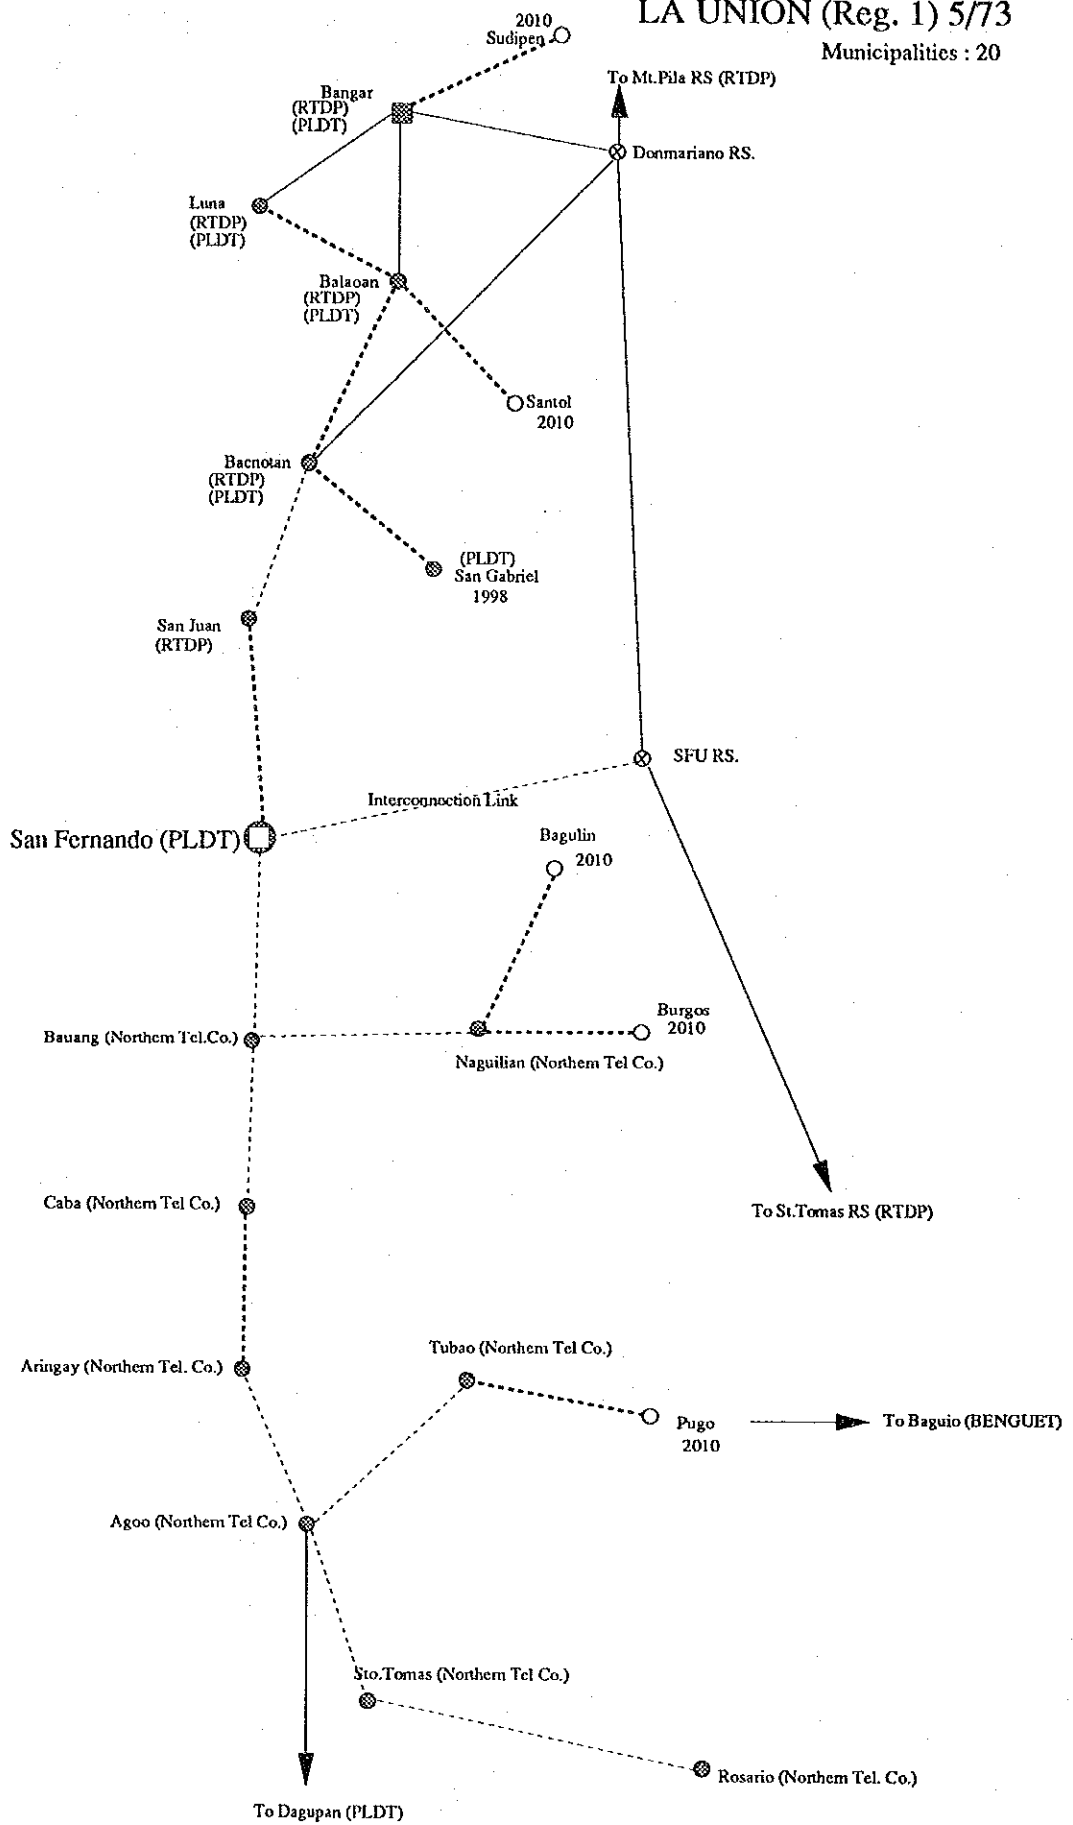 LA UNION (Reg. 1) 5/73
Municipalities : 20
2010
Sudipen
To Mt.Pila RS (RTDP)
Bangar
(RTDP)
(PLDT)
Donmariano RS.
Luna
(RTDP)
(PLDT)
Balaoan
(RTDP)
(PLDT)
Santol
2010
Bacnotan
(RTDP)
(PLDT)
(PLDT)
San Gabriel
1998
San Juan
(RTDP)
SFU RS.
Interconnection Link
San Fernando (PLDT)
Bagulin
2010
Burgos
2010
Bauang (Northern Tel.Co.)
Naguilian (Northern Tel Co.)
Caba (Northern Tel Co.)
To St.Tomas RS (RTDP)
Tubao (Northern Tel Co.)
Aringay (Northern Tel. Co.)
Pugo
2010
To Baguio (BENGUET)
Agoo (Northern Tel Co.)
Sto.Tomas (Northern Tel Co.)
Rosario (Northern Tel. Co.)
To Dagupan (PLDT)